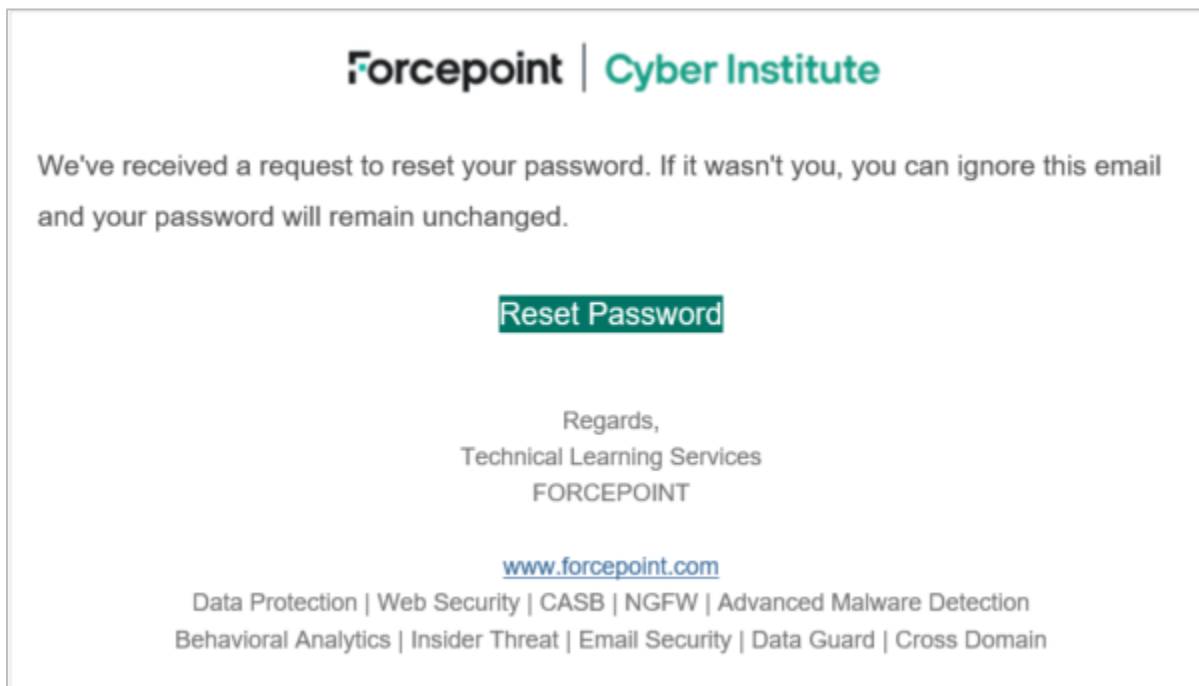 Forcepoint | Cyber Institute
We've received a request to reset your password. If it wasn't you, you can ignore this email
and your password will remain unchanged.
Reset Password
Regards,
Technical Learning Services
FORCEPOINT
www.forcepoint.com
Data Protection | Web Security | CASB | NGFW | Advanced Malware Detection
Behavioral Analytics | Insider Threat | Email Security | Data Guard | Cross Domain